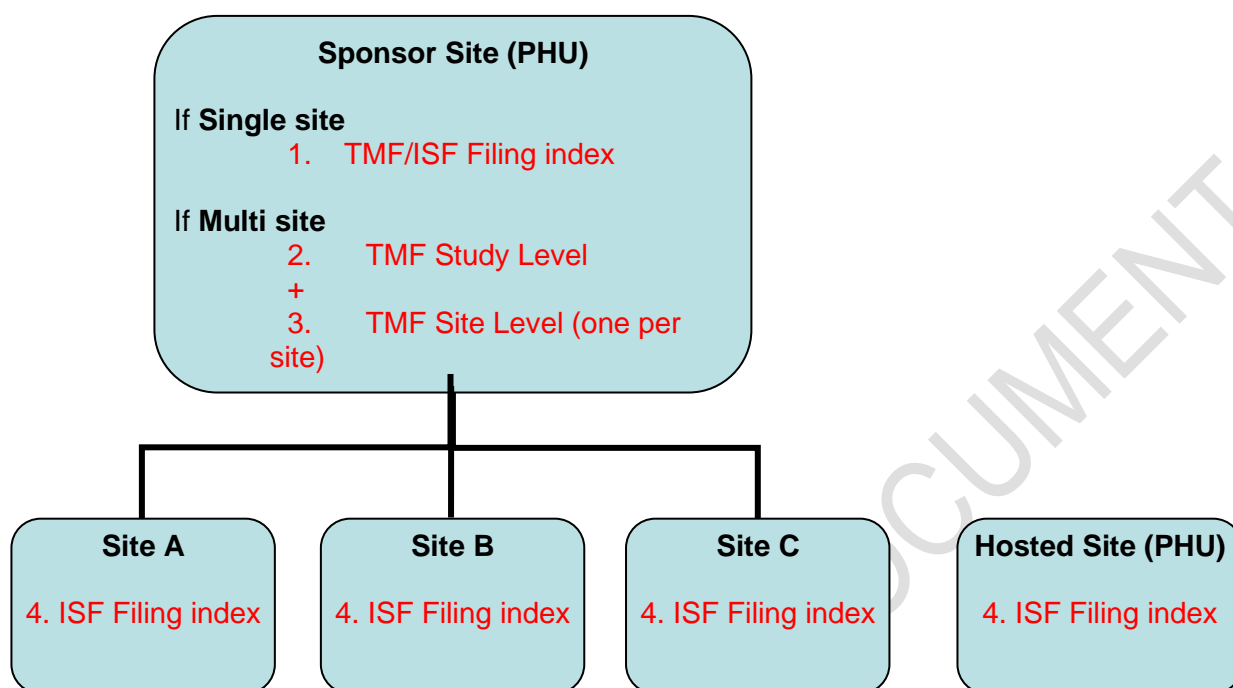 Sponsor Site (PHU)
If Single site
1. TMF/ISF Filing index
If Multi site
2. TMF Study Level
+
3. TMF Site Level (one per
site)
Site A
4. ISF Filing index
Site B
4. ISF Filing index
Site C
4. ISF Filing index
Hosted Site (PHU)
4. ISF Filing index
OCUMENT